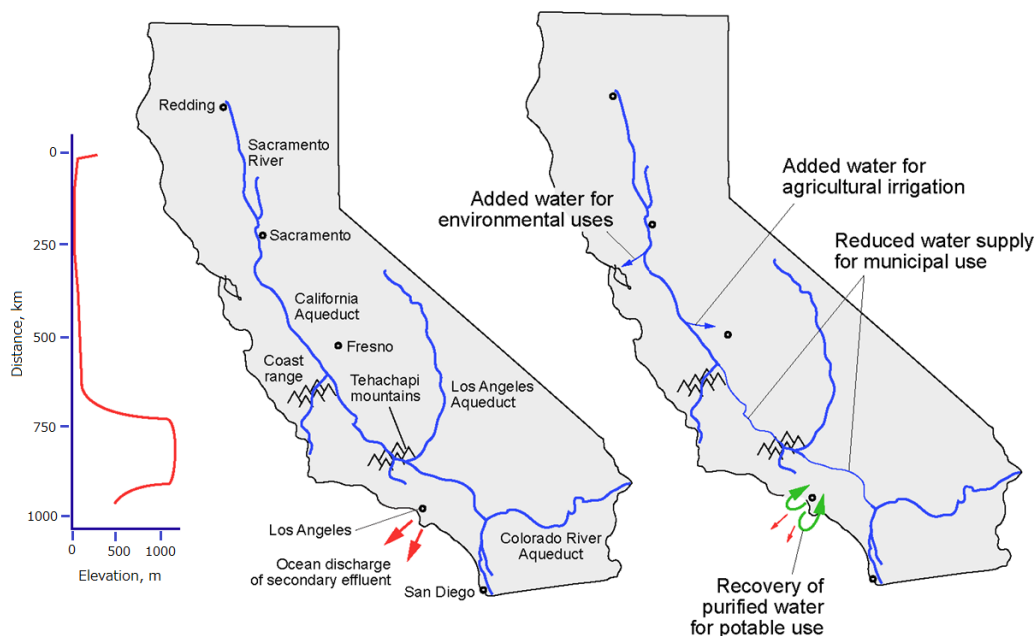 Redding
Sacramento
River
Sacramento
California
Aqueduct
Fresno
Coast
range
Tehachapi
mountains
Los Angeles
Aqueduct
Los Angeles
Ocean discharge
of secondary effluent
Colorado River
Aqueduct
San Diego
Distance, km
0
250
500
750
1000
0
500
1000
Elevation, m
Added water for
environmental uses
Added water for
agricultural irrigation
Reduced water supply
for municipal use
Recovery of
purified water
for potable use